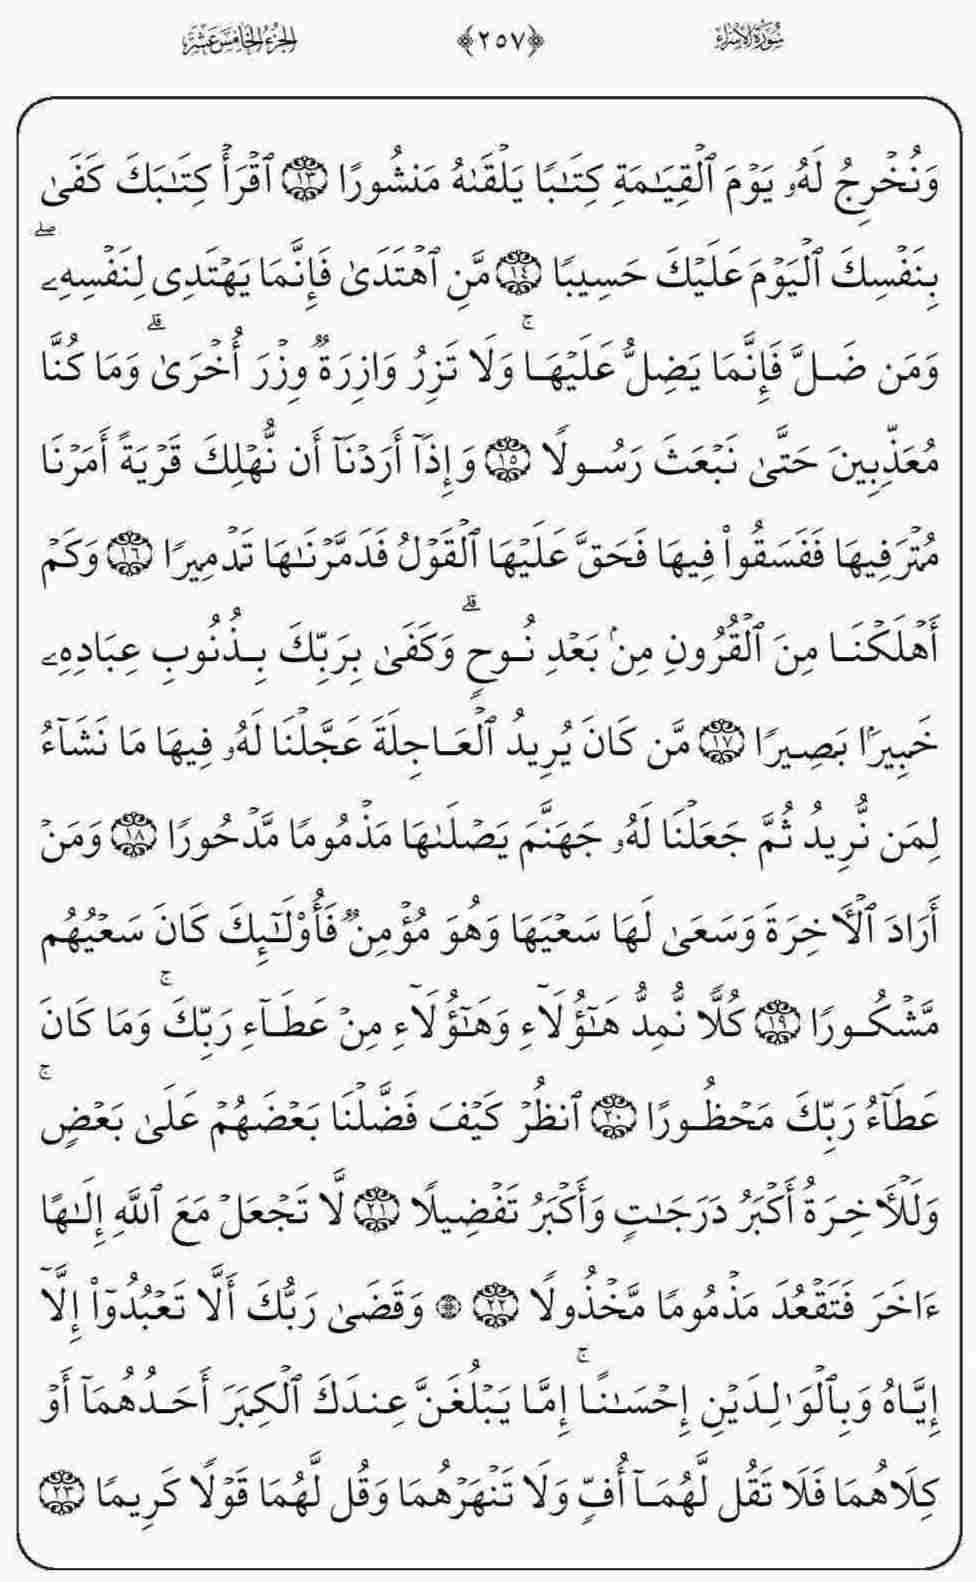 سُورَةُ الإِسْرَاءِ ﴿٢٥٧﴾ الجُزْءُ الخَامِسَ عَشَرَ
وَنُخْرِجُ لَهُۥ يَوْمَ ٱلْقِيَٰمَةِ كِتَٰبًا يَلْقَىٰهُ مَنشُورًا ١٣ ٱقْرَأْ كِتَٰبَكَ كَفَىٰ
بِنَفْسِكَ ٱلْيَوْمَ عَلَيْكَ حَسِيبًا ١٤ مَّنِ ٱهْتَدَىٰ فَإِنَّمَا يَهْتَدِى لِنَفْسِهِۦۖ
وَمَن ضَلَّ فَإِنَّمَا يَضِلُّ عَلَيْهَاۚ وَلَا تَزِرُ وَازِرَةٌ وِزْرَ أُخْرَىٰۗ وَمَا كُنَّا
مُعَذِّبِينَ حَتَّىٰ نَبْعَثَ رَسُولًا ١٥ وَإِذَآ أَرَدْنَآ أَن نُّهْلِكَ قَرْيَةً أَمَرْنَا
مُتْرَفِيهَا فَفَسَقُوا۟ فِيهَا فَحَقَّ عَلَيْهَا ٱلْقَوْلُ فَدَمَّرْنَٰهَا تَدْمِيرًا ١٦ وَكَمْ
أَهْلَكْنَا مِنَ ٱلْقُرُونِ مِنۢ بَعْدِ نُوحٍۗ وَكَفَىٰ بِرَبِّكَ بِذُنُوبِ عِبَادِهِۦ
خَبِيرًۢا بَصِيرًا ١٧ مَّن كَانَ يُرِيدُ ٱلْعَاجِلَةَ عَجَّلْنَا لَهُۥ فِيهَا مَا نَشَآءُ
لِمَن نُّرِيدُ ثُمَّ جَعَلْنَا لَهُۥ جَهَنَّمَ يَصْلَىٰهَا مَذْمُومًا مَّدْحُورًا ١٨ وَمَنْ
أَرَادَ ٱلْءَاخِرَةَ وَسَعَىٰ لَهَا سَعْيَهَا وَهُوَ مُؤْمِنٌ فَأُو۟لَٰٓئِكَ كَانَ سَعْيُهُم
مَّشْكُورًا ١٩ كُلًّا نُّمِدُّ هَٰٓؤُلَآءِ وَهَٰٓؤُلَآءِ مِنْ عَطَآءِ رَبِّكَۚ وَمَا كَانَ
عَطَآءُ رَبِّكَ مَحْظُورًا ٢٠ ٱنظُرْ كَيْفَ فَضَّلْنَا بَعْضَهُمْ عَلَىٰ بَعْضٍۚ
وَلَلْءَاخِرَةُ أَكْبَرُ دَرَجَٰتٍ وَأَكْبَرُ تَفْضِيلًا ٢١ لَّا تَجْعَلْ مَعَ ٱللَّهِ إِلَٰهًا
ءَاخَرَ فَتَقْعُدَ مَذْمُومًا مَّخْذُولًا ٢٢ ۞ وَقَضَىٰ رَبُّكَ أَلَّا تَعْبُدُوٓا۟ إِلَّآ
إِيَّاهُ وَبِٱلْوَٰلِدَيْنِ إِحْسَٰنًاۚ إِمَّا يَبْلُغَنَّ عِندَكَ ٱلْكِبَرَ أَحَدُهُمَآ أَوْ
كِلَاهُمَا فَلَا تَقُل لَّهُمَآ أُفٍّ وَلَا تَنْهَرْهُمَا وَقُل لَّهُمَا قَوْلًا كَرِيمًا ٢٣